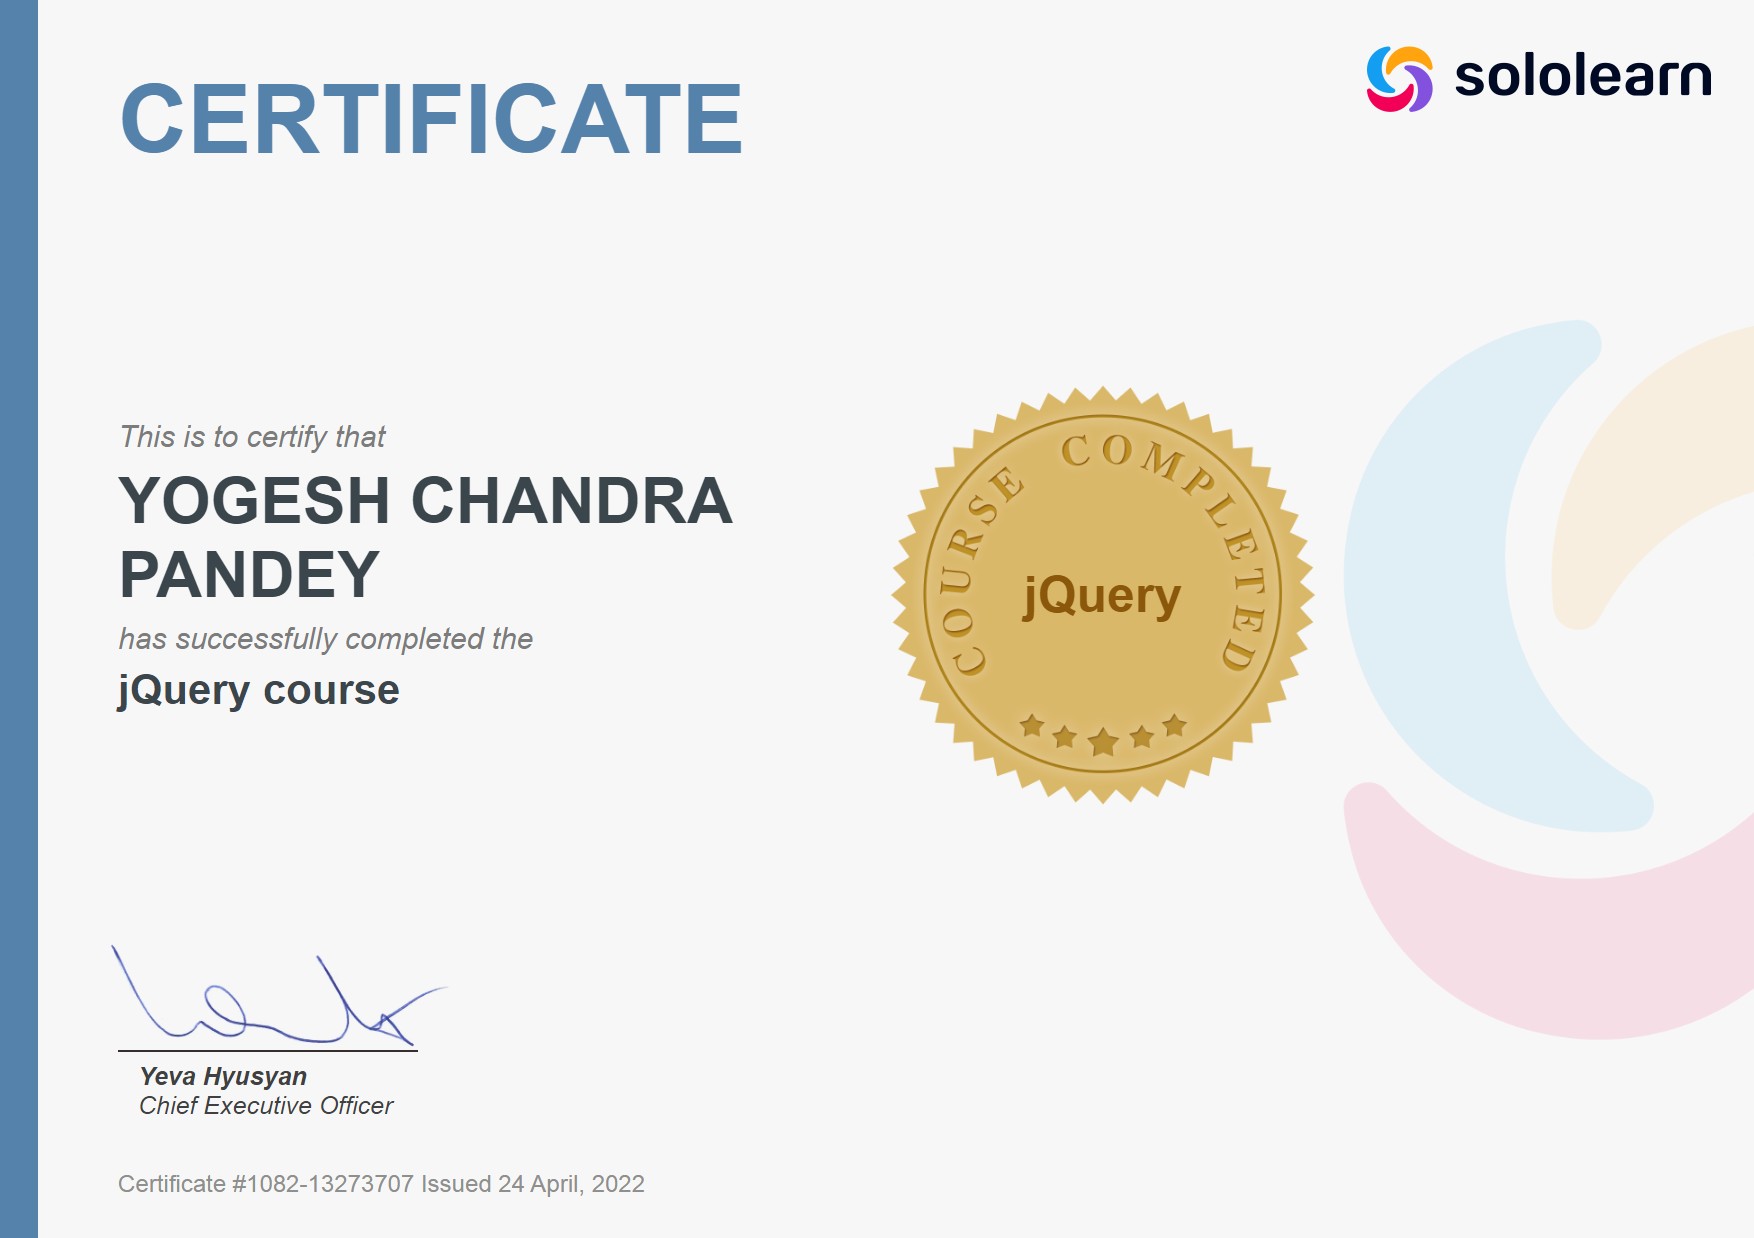 CERTIFICATE
sololearn
This is to certify that
YOGESH CHANDRA
PANDEY
has successfully completed the
jQuery course
COURSE COMPLETED
jQuery
Yeva Hyusyan
Chief Executive Officer
Certificate #1082-13273707 Issued 24 April, 2022